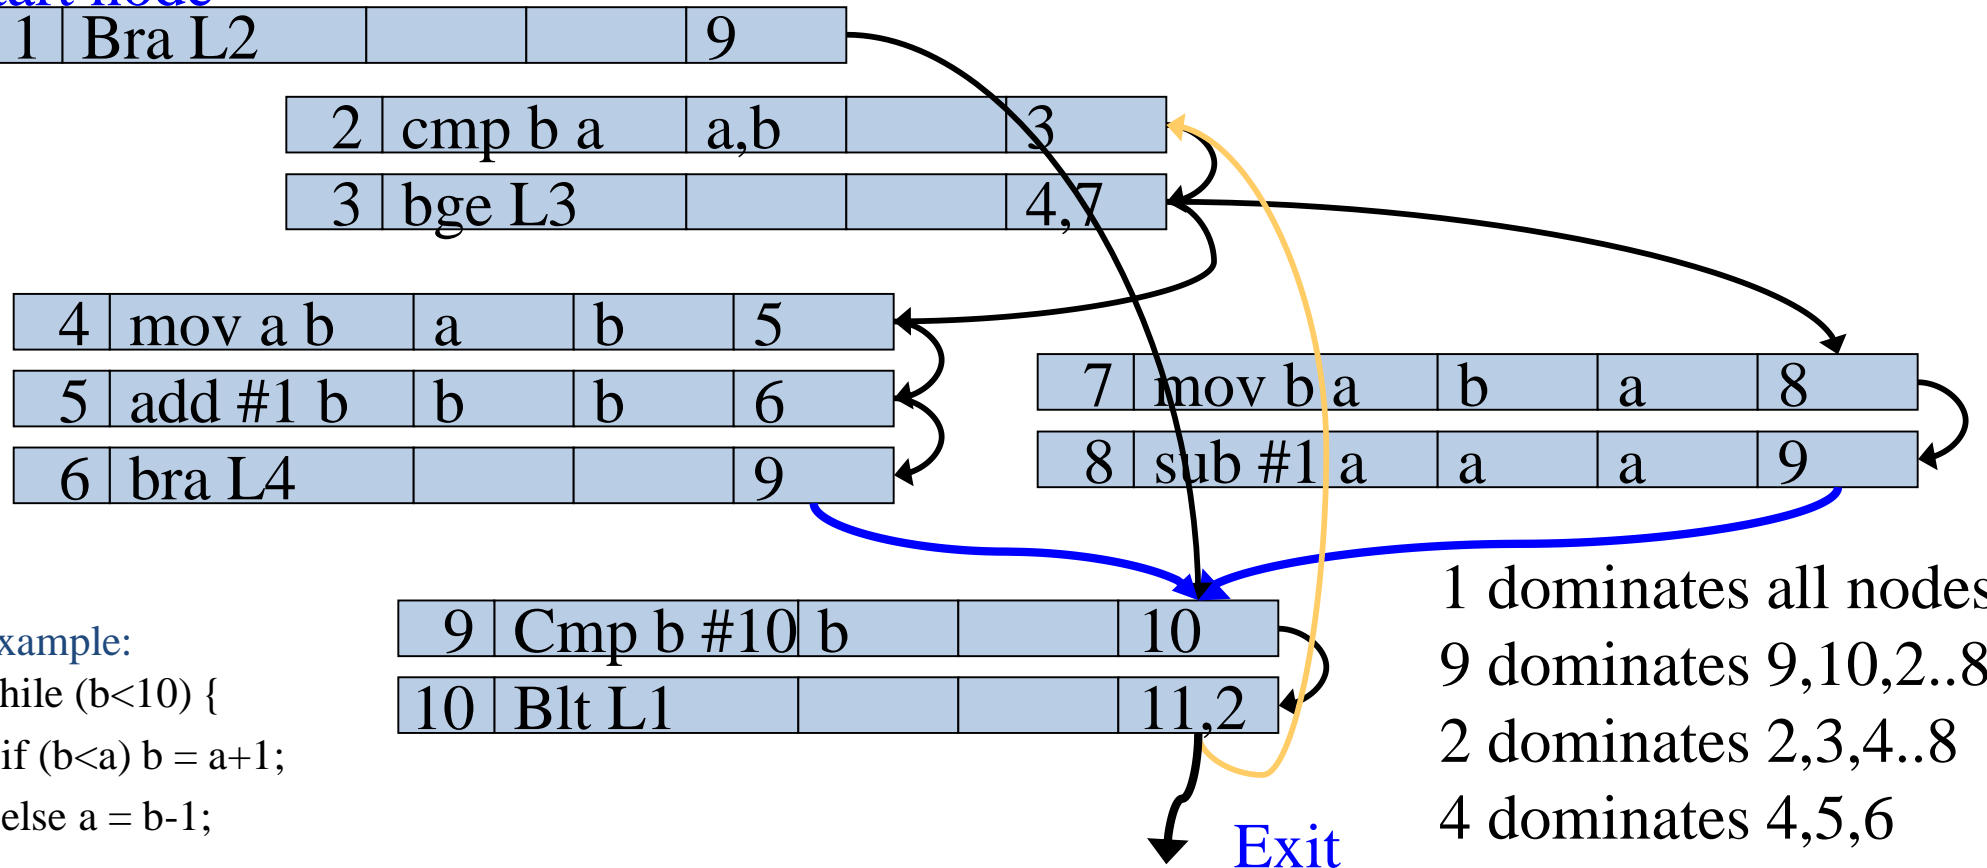 tart node
1 Bra L2 9
2 cmp b a a,b 3
3 bge L3 4,7
4 mov a b a b 5
5 add #1 b b b 6
6 bra L4 9
7 mov b a b a 8
8 sub #1 a a a 9
9 Cmp b #10 b 10
10 Blt L1 11,2
xample:
hile (b<10) {
if (b<a) b = a+1;
else a = b-1;
1 dominates all nodes
9 dominates 9,10,2..8
2 dominates 2,3,4..8
4 dominates 4,5,6
Exit